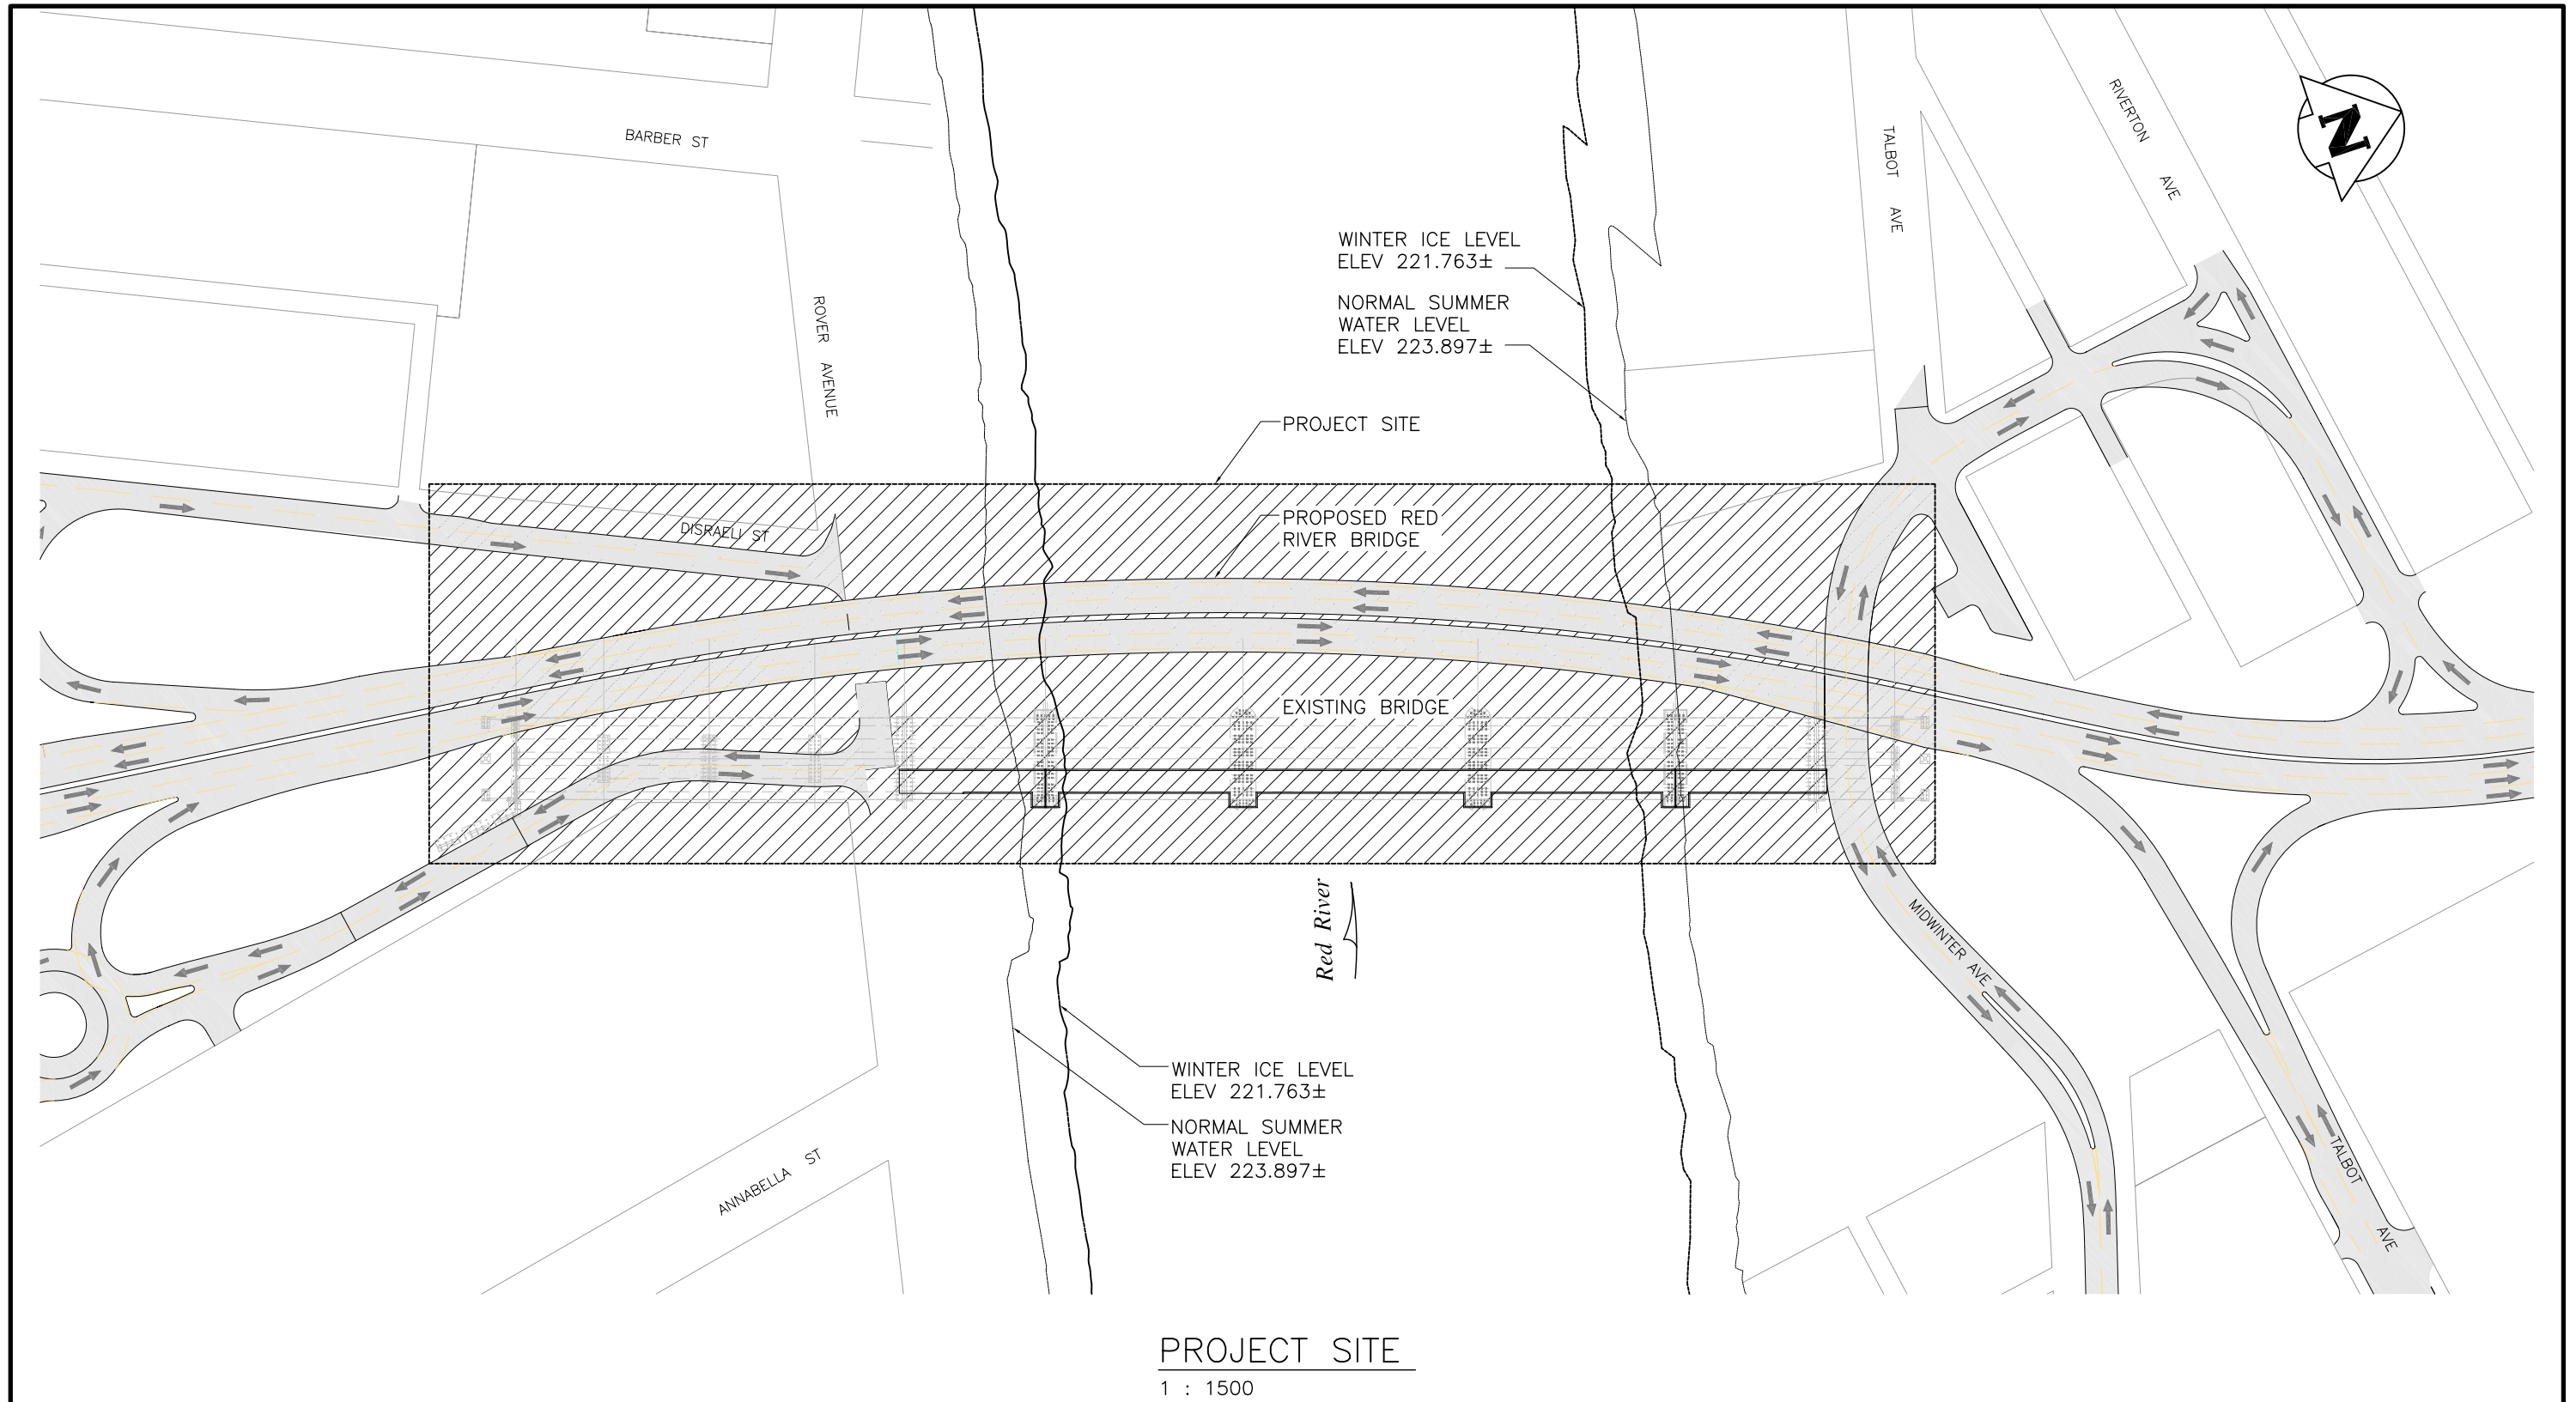 BARBER ST
RIVERTON AVE
N
TALBOT AVE
WINTER ICE LEVEL
ELEV 221.763±
NORMAL SUMMER
WATER LEVEL
ELEV 223.897±
ROVER AVENUE
PROJECT SITE
DISRAELI ST
PROPOSED RED
RIVER BRIDGE
EXISTING BRIDGE
Red River
MIDWINTER AVE
WINTER ICE LEVEL
ELEV 221.763±
NORMAL SUMMER
WATER LEVEL
ELEV 223.897±
ANNABELLA ST
TALBOT AVE
PROJECT SITE
1 : 1500